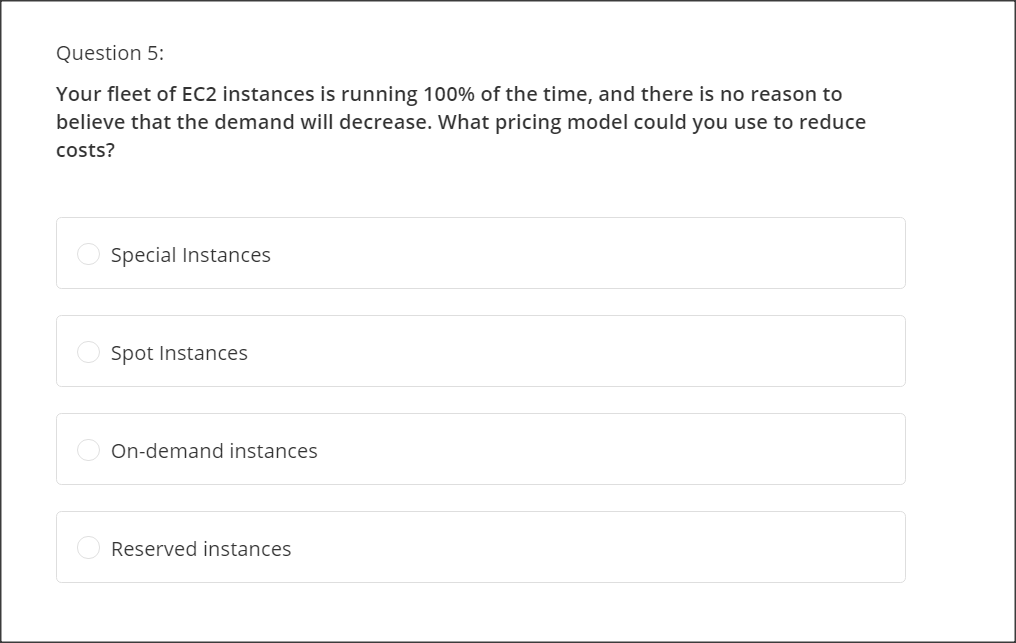 Question 5:
Your fleet of EC2 instances is running 100% of the time, and there is no reason to
believe that the demand will decrease. What pricing model could you use to reduce
costs?
Special Instances
Spot Instances
On-demand instances
Reserved instances